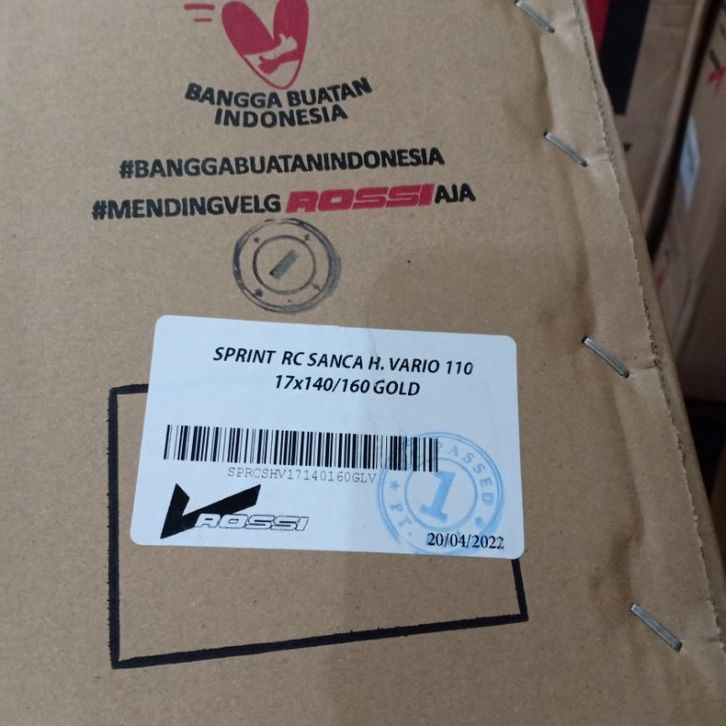 BANGGA BUATAN
INDONESIA
#BANGGABUATANINDONESIA
#MENDINGVELG ROSSI AJA
SPRINT RC SANCA H. VARIO 110
17x140/160 GOLD
SPRCSHV17140160GLV
PASSED
1
PT.
V ROSSI
20/04/2022